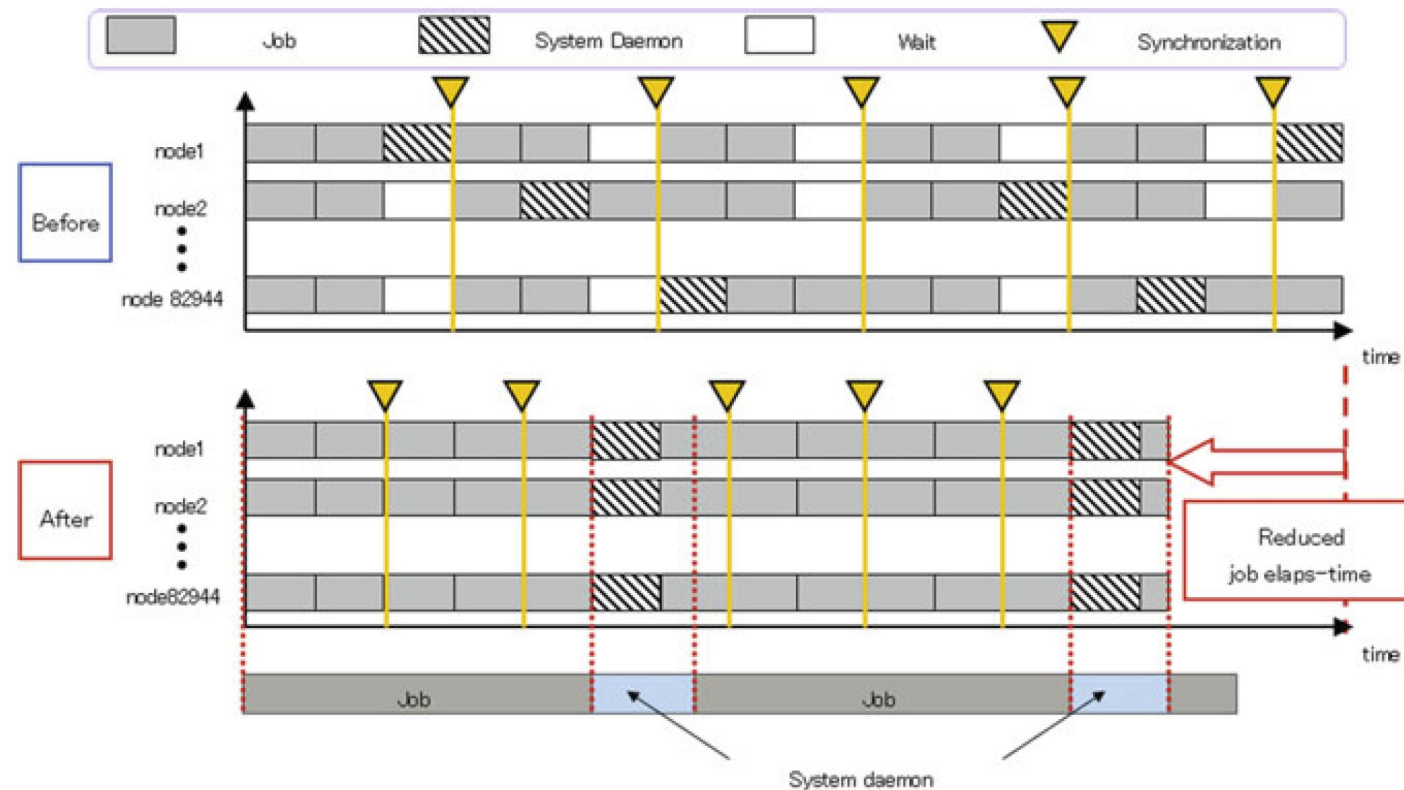 Job System Daemon Wait Synchronization
node1
Before
node2
node 82944
time
node1
After
node2
Reduced
job elaps-time
node82944
time
Job Job
System daemon